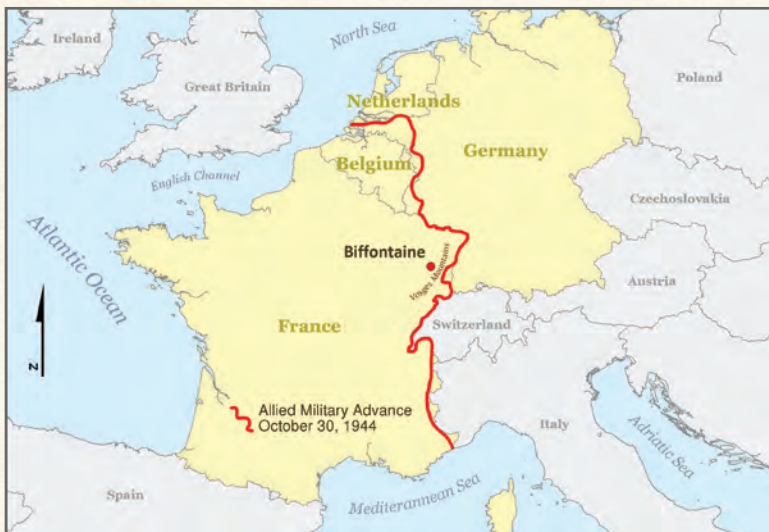 North Sea
Ireland
Great Britain
Poland
Netherlands
Belgium
Germany
English Channel
Czechoslovakia
Atlantic Ocean
Biffontaine
Vosges Mountains
Austria
Switzerland
France
N
Allied Military Advance
October 30, 1944
Italy
Adriatic Sea
Spain
Mediterannean Sea